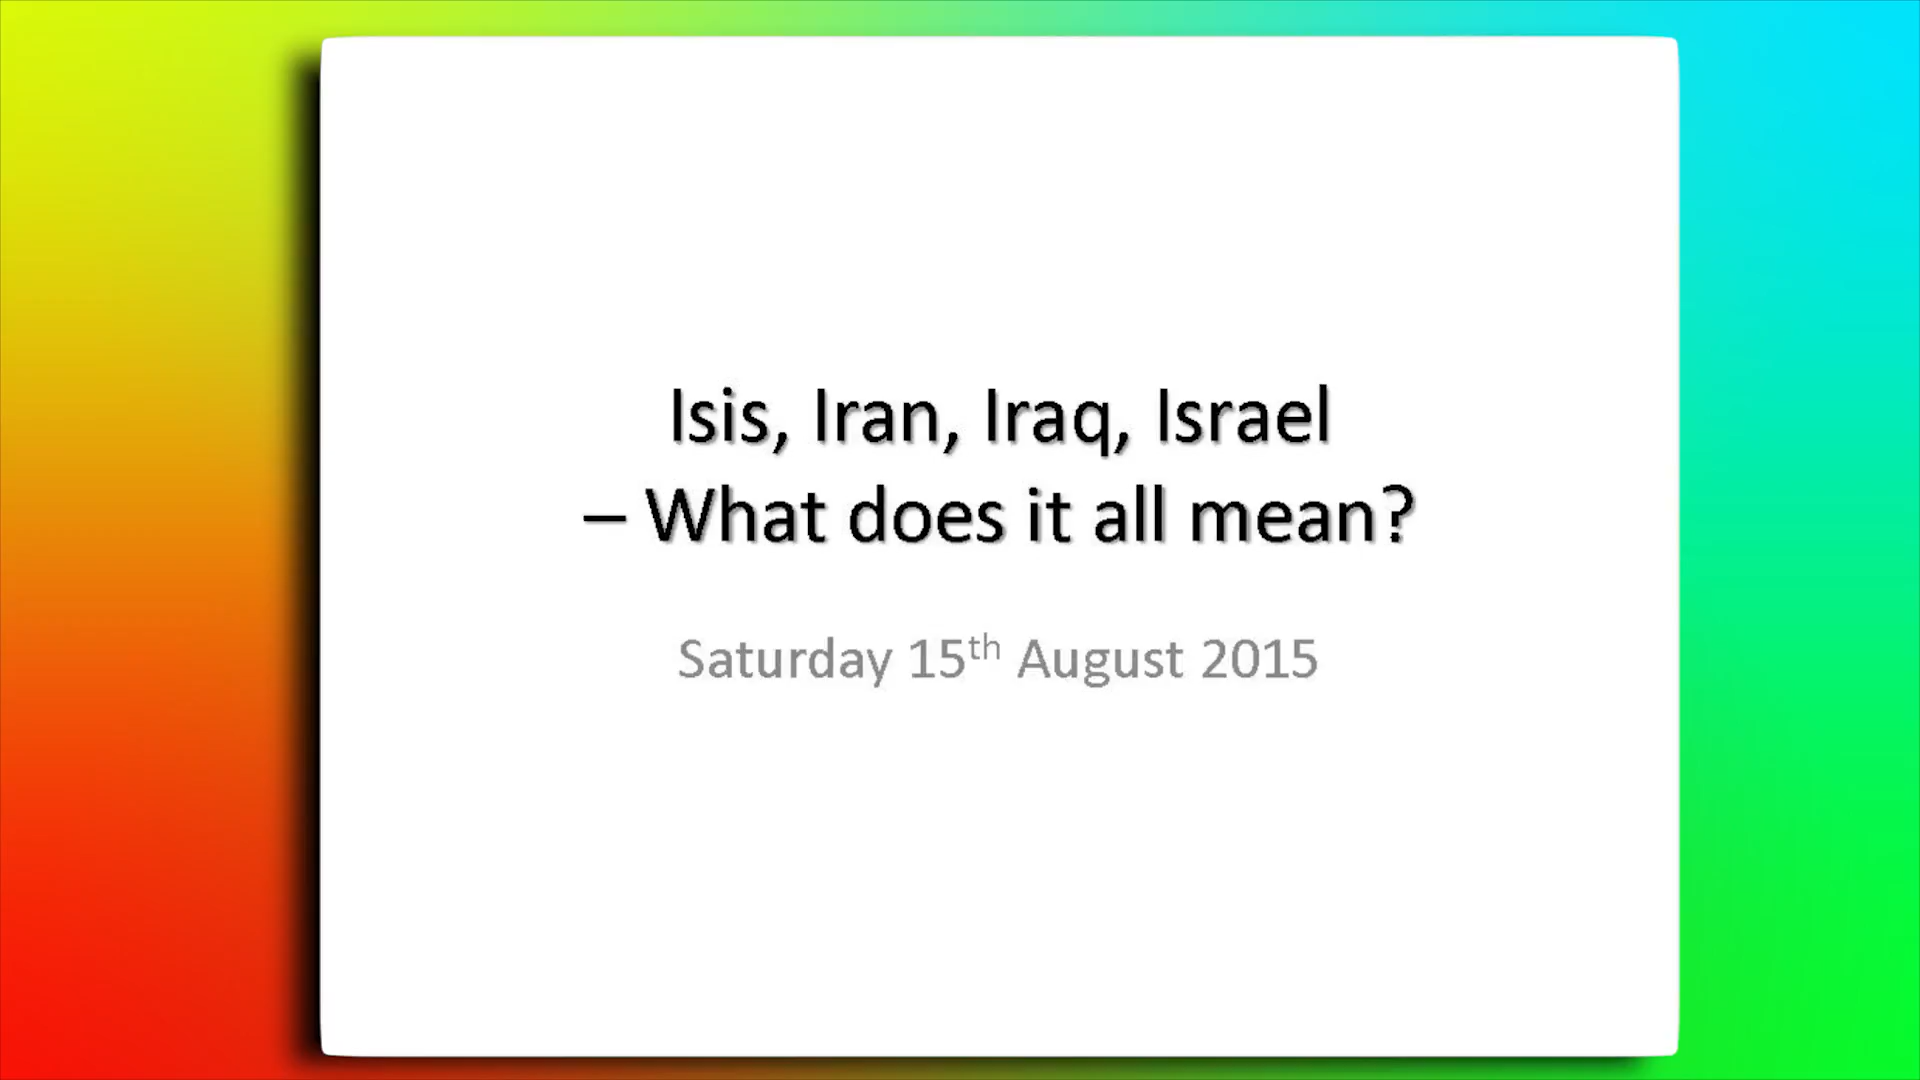 Isis, Iran, Iraq, Israel
– What does it all mean?
Saturday 15th August 2015